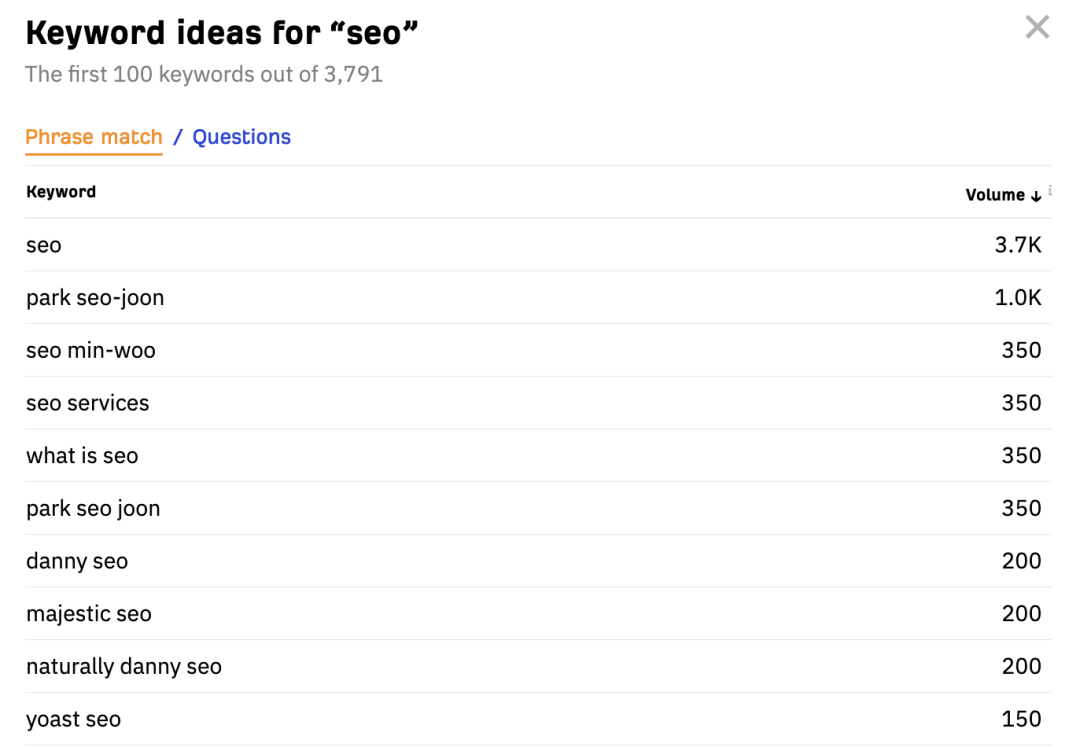 Keyword ideas for “seo”
The first 100 keywords out of 3,791
Phrase match / Questions
Keyword Volume ↓ i
seo 3.7K
park seo-joon 1.0K
seo min-woo 350
seo services 350
what is seo 350
park seo joon 350
danny seo 200
majestic seo 200
naturally danny seo 200
yoast seo 150